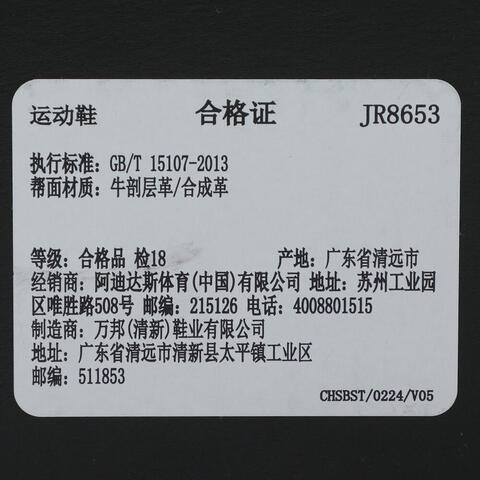 运动鞋 合格证 JR8653
执行标准: GB/T 15107-2013
帮面材质: 牛剖层革/合成革
等级: 合格品 检18 产地: 广东省清远市
经销商: 阿迪达斯体育(中国)有限公司 地址: 苏州工业园
区唯胜路508号 邮编: 215126 电话: 4008801515
制造商: 万邦(清新)鞋业有限公司
地址: 广东省清远市清新县太平镇工业区
邮编: 511853
CHSBST/0224/V05